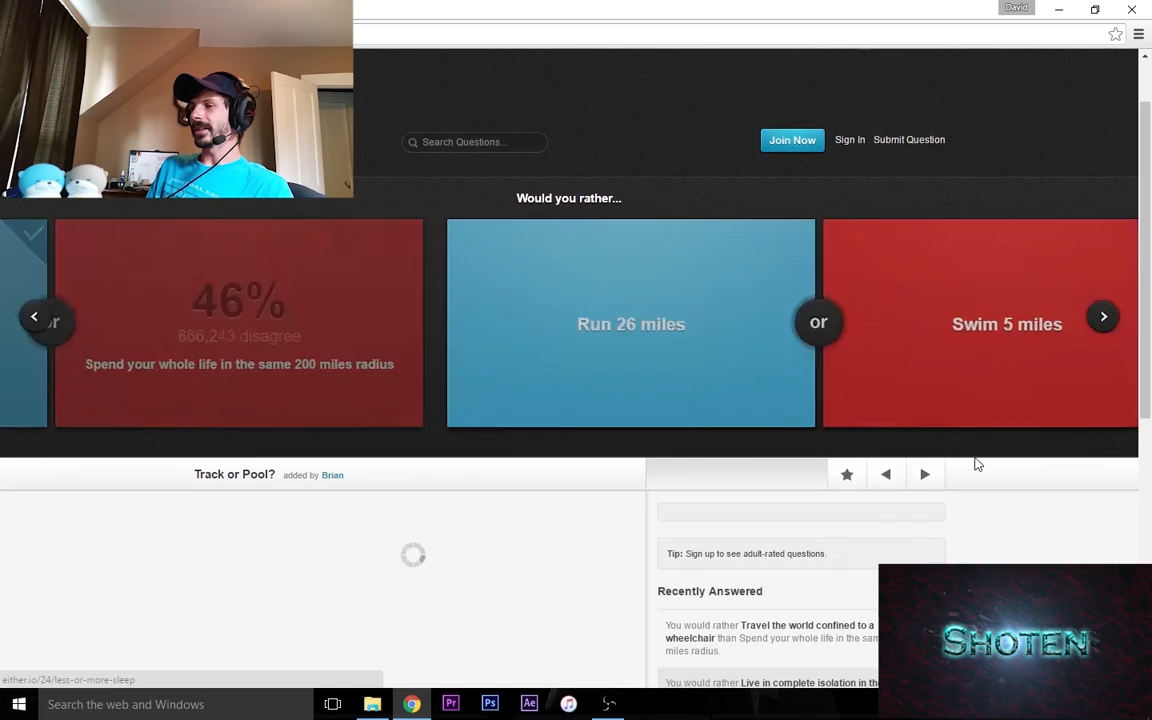 David
Search Questions...
Join Now
Sign In
Submit Question
Would you rather...
or
46%
666,243 disagree
Spend your whole life in the same 200 miles radius
Run 26 miles
or
Swim 5 miles
Track or Pool? added by Brian
Tip: Sign up to see adult-rated questions.
Recently Answered
You would rather Travel the world confined to a
wheelchair than Spend your whole life in the sam
miles radius.
You would rather Live in complete isolation in the
SHOTEN
either.io/24/less-or-more-sleep
Search the web and Windows
Pr
Ps
Ae